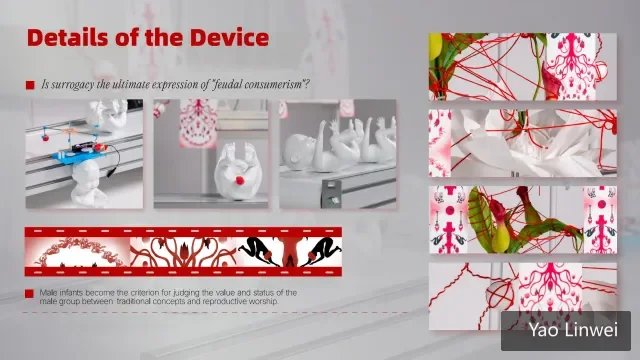 Details of the Device
Is surrogacy the ultimate expression of "feudal consumerism"?
Male infants become the criterion for judging the value and status of the
male group between traditional concepts and reproductive worship.
Yao Linwei